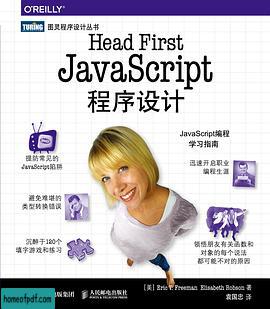 O'REILLY®
TURING 图灵程序设计丛书
Head First
JavaScript
程序设计
JavaScript编程
学习指南
提防常见的
JavaScript陷阱
迅速开启职业
编程生涯
避免难堪的
类型转换错误
沉醉于120个
填字游戏和练习
领悟朋友有关函数和
对象的每个说法
都可能不对的原因
[美] Eric T. Freeman Elisabeth Robson 著
袁国忠 译
版集团 人民邮电出版社
homeofpdf.com